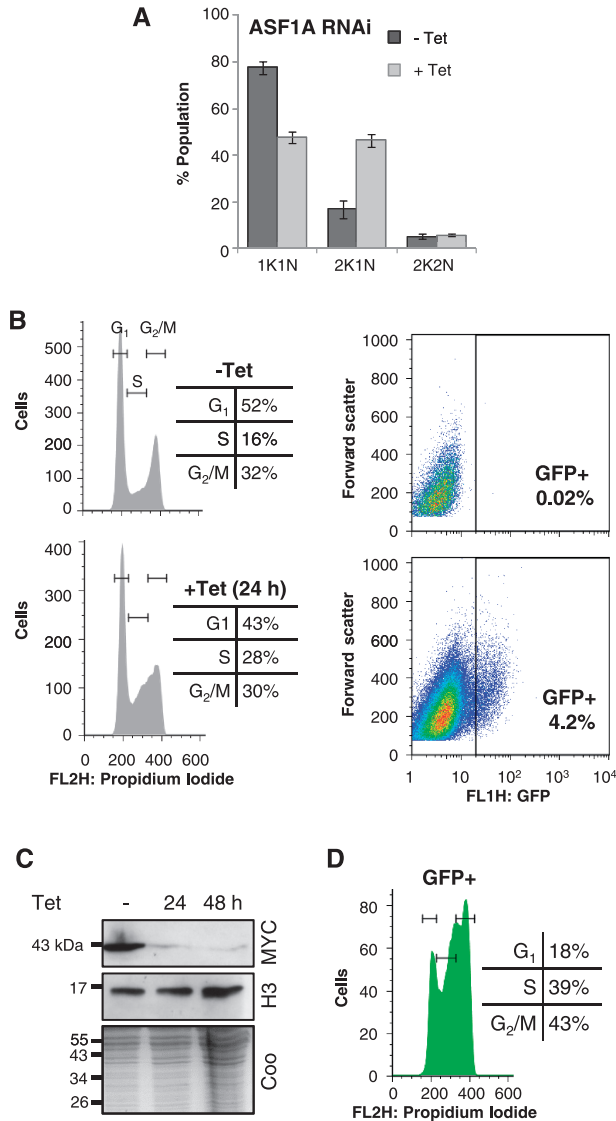 A
ASF1A RNAi
- Tet
+ Tet
% Population
100
80
60
40
20
0
1K1N
2K1N
2K2N
B
G1
G2/M
S
Cells
500
400
300
200
100
0
0 200 400 600
-Tet
G1 52%
S 16%
G2/M 32%
Forward scatter
1000
800
600
400
200
0
GFP+
0.02%
Cells
400
300
200
100
0
0 200 400 600
FL2H: Propidium Iodide
+Tet (24 h)
G1 43%
S 28%
G2/M 30%
Forward scatter
1000
800
600
400
200
0
GFP+
4.2%
1 10 10² 10³ 10⁴
FL1H: GFP
C
Tet - 24 48 h
43 kDa
MYC
17
H3
55
43
34
26
Coo
D
GFP+
Cells
80
60
40
20
0
0 200 400 600
FL2H: Propidium Iodide
G1 18%
S 39%
G2/M 43%